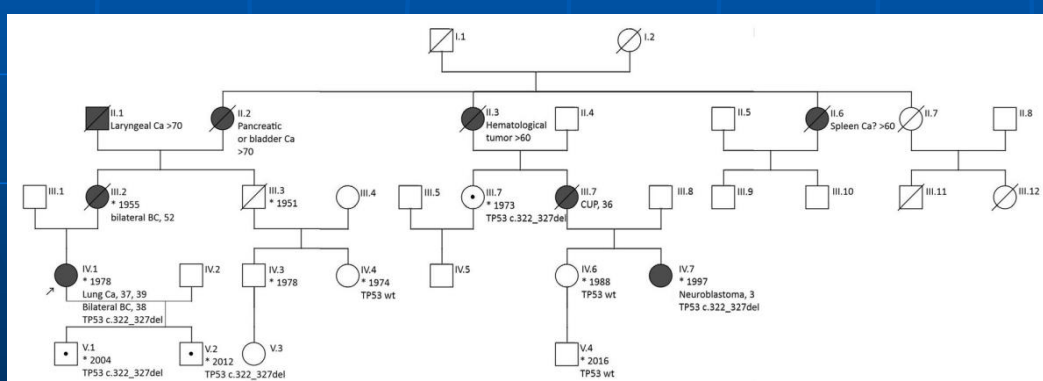 I.1
I.2
II.1
Laryngeal Ca >70
II.2
Pancreatic
or bladder Ca
>70
II.3
Hematological
tumor >60
II.4
II.5
II.6
Spleen Ca? >60
II.7
II.8
III.1
III.2
* 1955
bilateral BC, 52
III.3
* 1951
III.4
III.5
III.7
* 1973
TP53 c.322_327del
III.7
CUP, 36
III.8
III.9
III.10
III.11
III.12
IV.1
* 1978
Lung Ca, 37, 39
Bilateral BC, 38
TP53 c.322_327del
IV.2
IV.3
* 1978
IV.4
* 1974
TP53 wt
IV.5
IV.6
* 1988
TP53 wt
IV.7
* 1997
Neuroblastoma, 3
TP53 c.322_327del
V.1
* 2004
TP53 c.322_327del
V.2
* 2012
TP53 c.322_327del
V.3
V.4
* 2016
TP53 wt